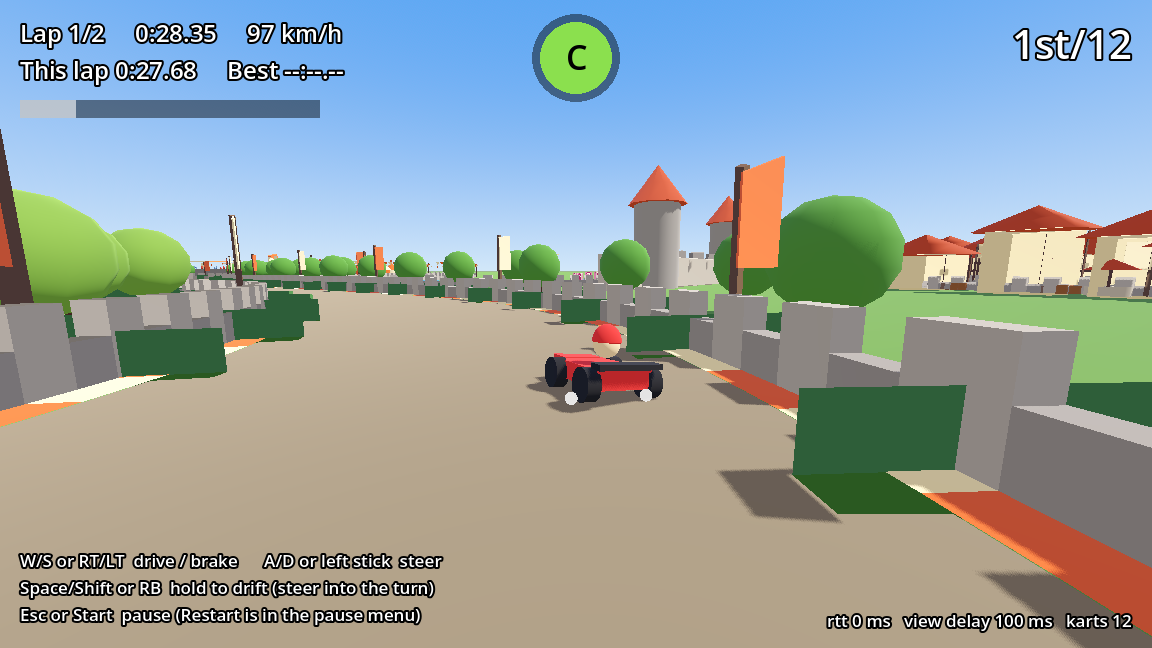 Lap 1/2 0:28.35 97 km/h
This lap 0:27.68 Best --:--.--
C
1st/12
W/S or RT/LT drive / brake A/D or left stick steer
Space/Shift or RB hold to drift (steer into the turn)
Esc or Start pause (Restart is in the pause menu)
rtt 0 ms view delay 100 ms karts 12